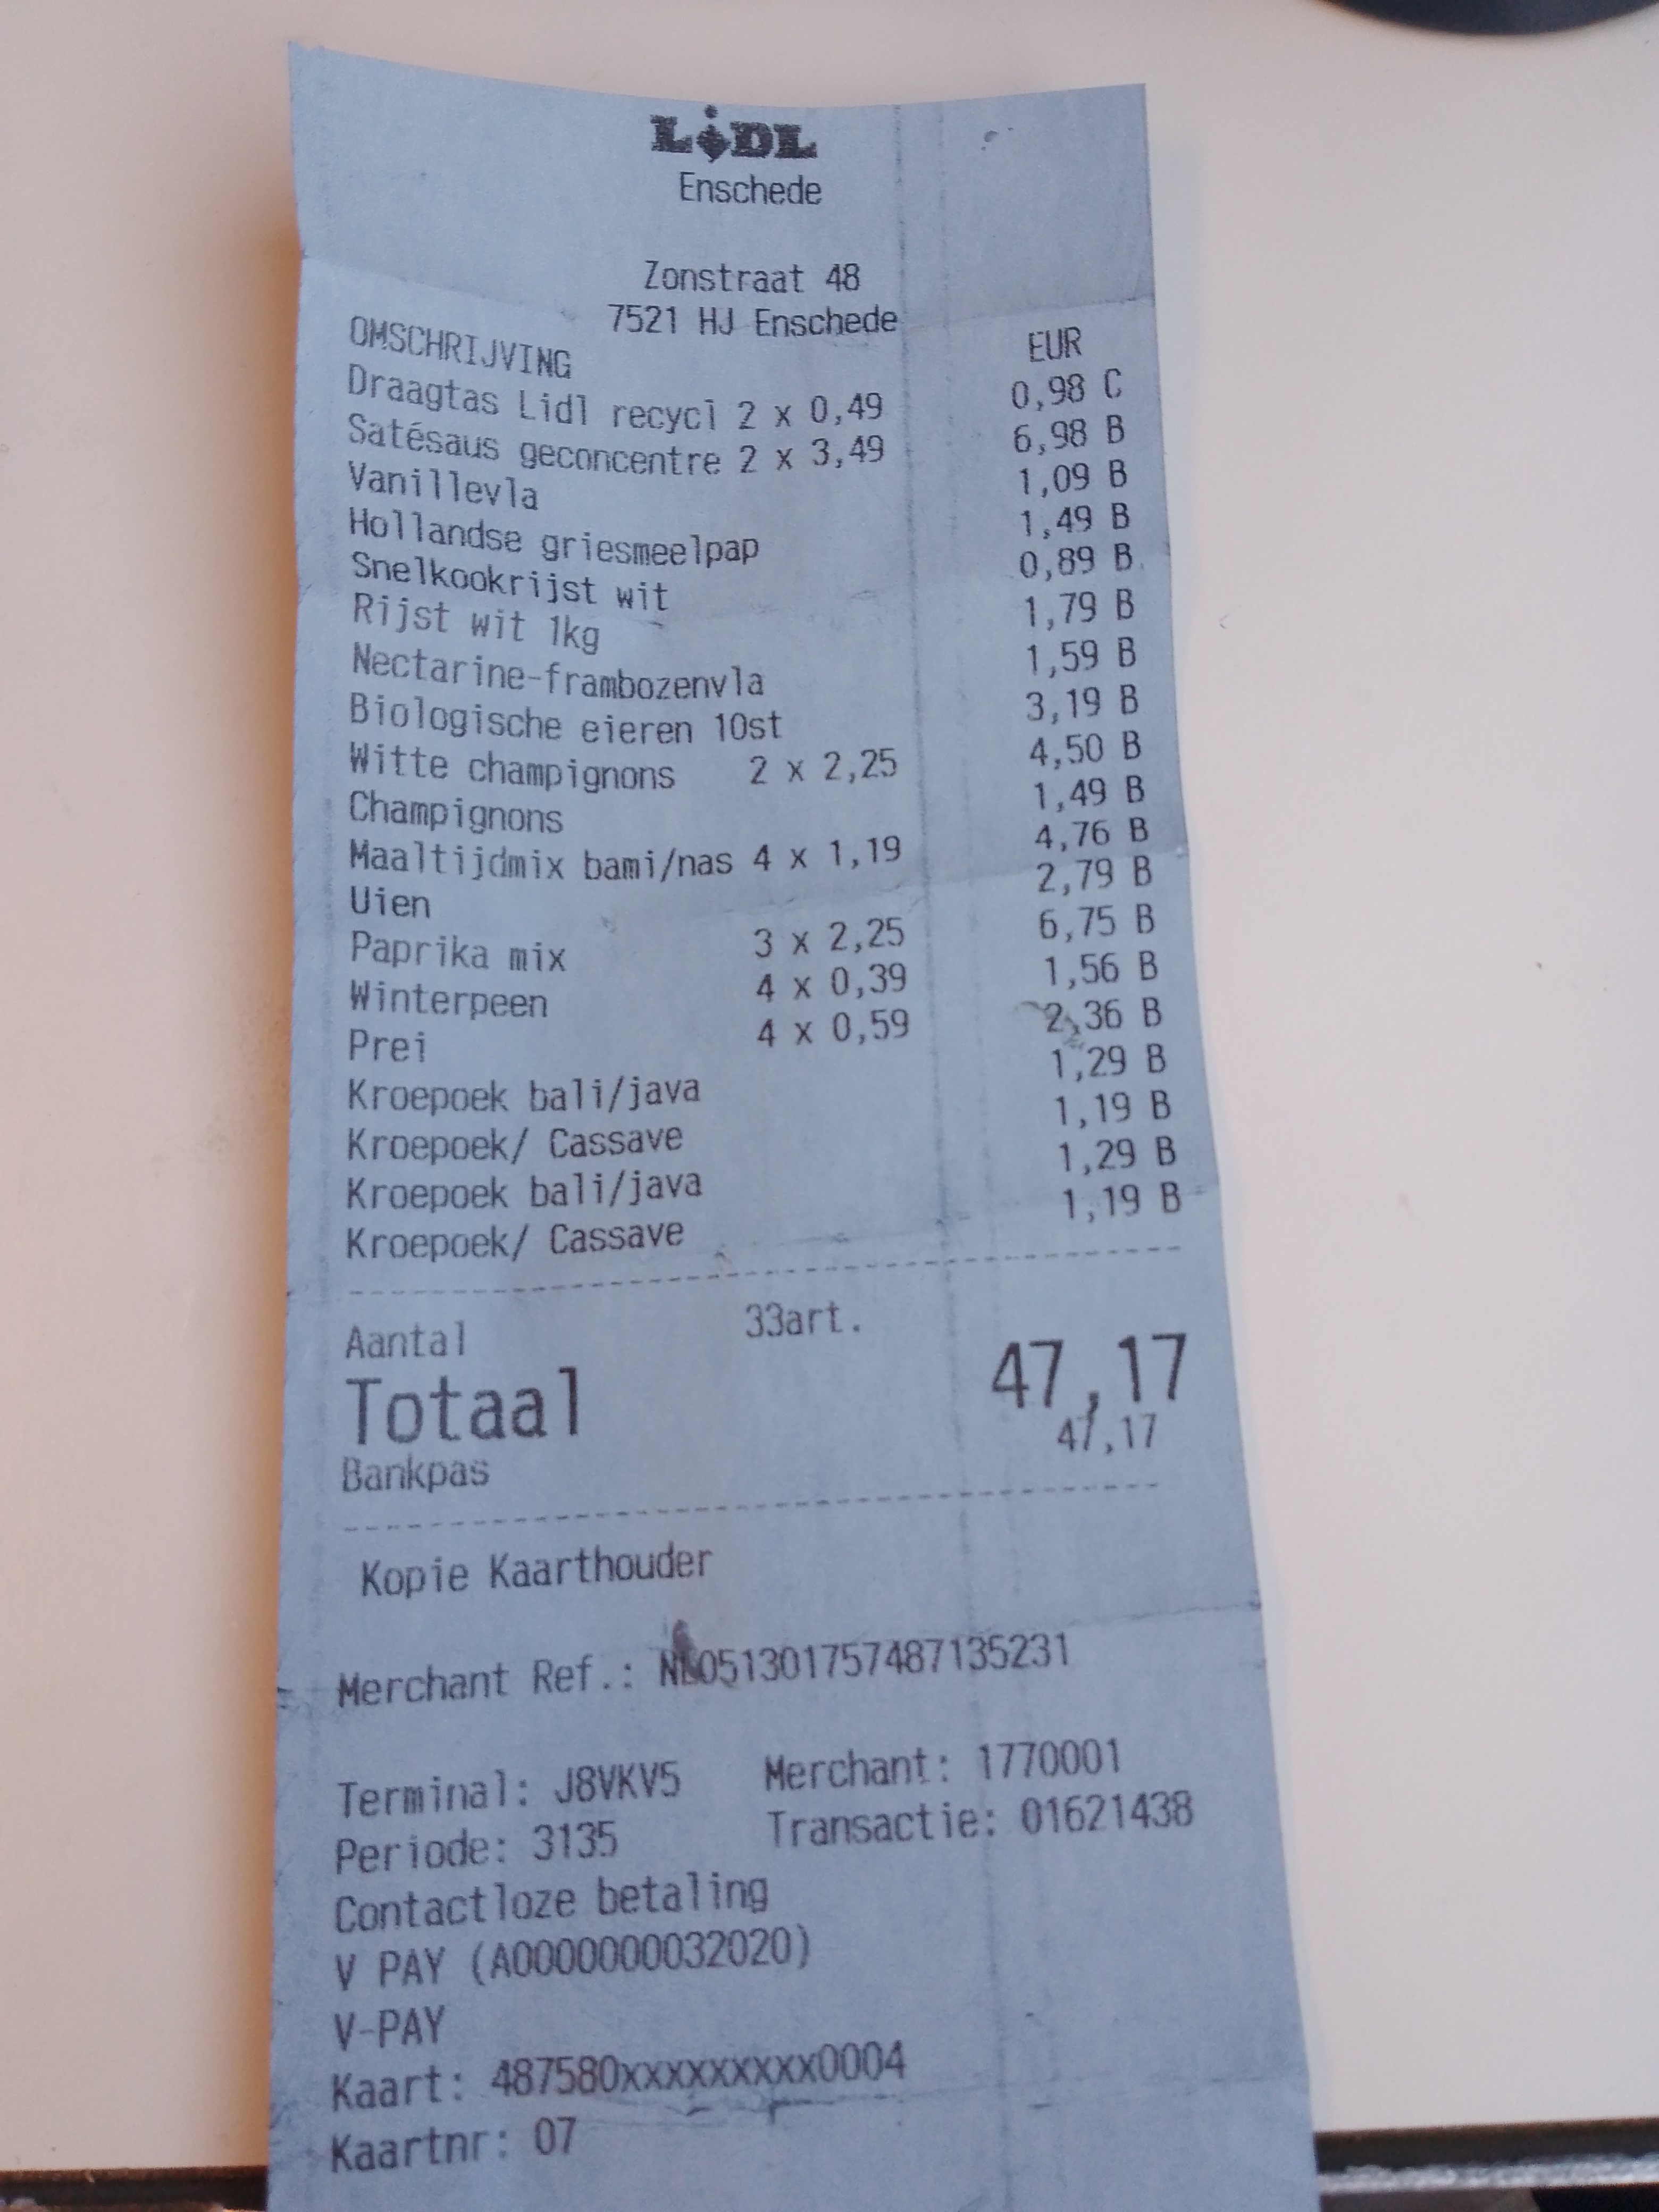 LiDL
Enschede
Zonstraat 48
7521 HJ Enschede
OMSCHRIJVING EUR
Draagtas Lidl recycl 2 x 0,49 0,98 C
Satésaus geconcentre 2 x 3,49 6,98 B
Vanillevla 1,09 B
Hollandse griesmeelpap 1,49 B
Snelkookrijst wit 0,89 B
Rijst wit 1kg 1,79 B
Nectarine-frambozenvla 1,59 B
Biologische eieren 10st 3,19 B
Witte champignons 2 x 2,25 4,50 B
Champignons 1,49 B
Maaltijdmix bami/nas 4 x 1,19 4,76 B
Uien 2,79 B
Paprika mix 3 x 2,25 6,75 B
Winterpeen 4 x 0,39 1,56 B
Prei 4 x 0,59 2,36 B
Kroepoek bali/java 1,29 B
Kroepoek/ Cassave 1,19 B
Kroepoek bali/java 1,29 B
Kroepoek/ Cassave 1,19 B
Aantal 33art.
Totaal 47,17
Bankpas 47,17
Kopie Kaarthouder
Merchant Ref.: NL051301757487135231
Terminal: J8VKV5 Merchant: 1770001
Periode: 3135 Transactie: 01621438
Contactloze betaling
V PAY (A0000000032020)
V-PAY
Kaart: 487580xxxxxxxxx0004
Kaartnr: 07